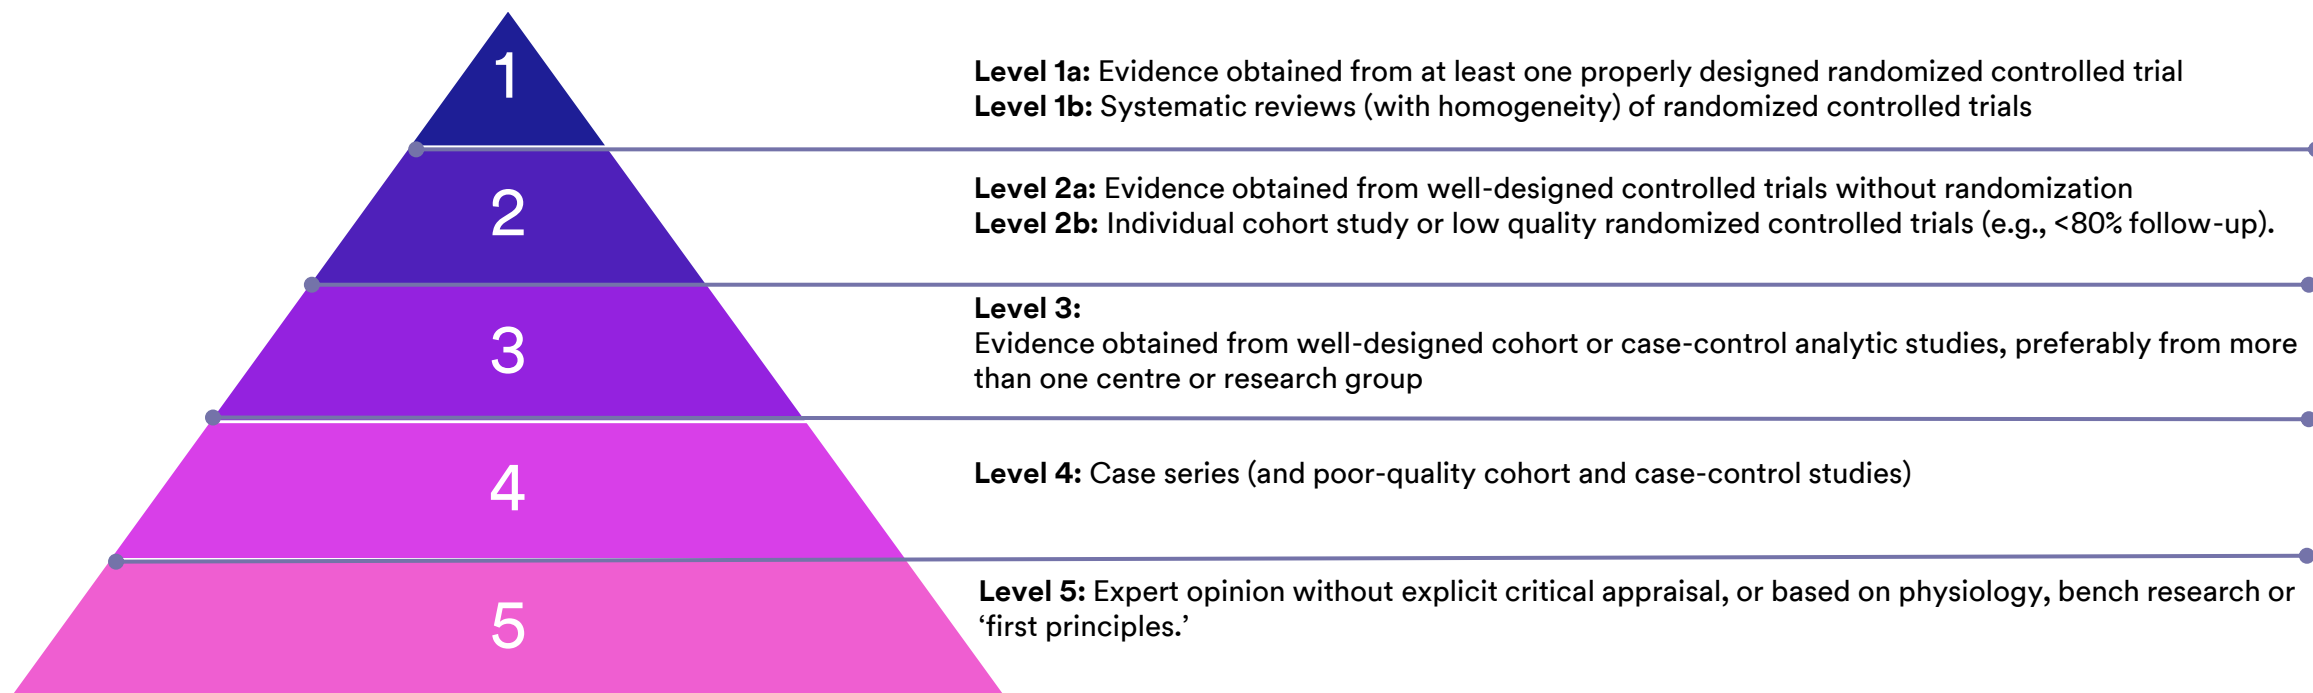 1
Level 1a: Evidence obtained from at least one properly designed randomized controlled trial
Level 1b: Systematic reviews (with homogeneity) of randomized controlled trials
2
Level 2a: Evidence obtained from well-designed controlled trials without randomization
Level 2b: Individual cohort study or low quality randomized controlled trials (e.g., <80% follow-up).
3
Level 3:
Evidence obtained from well-designed cohort or case-control analytic studies, preferably from more
than one centre or research group
4
Level 4: Case series (and poor-quality cohort and case-control studies)
5
Level 5: Expert opinion without explicit critical appraisal, or based on physiology, bench research or
‘first principles.’